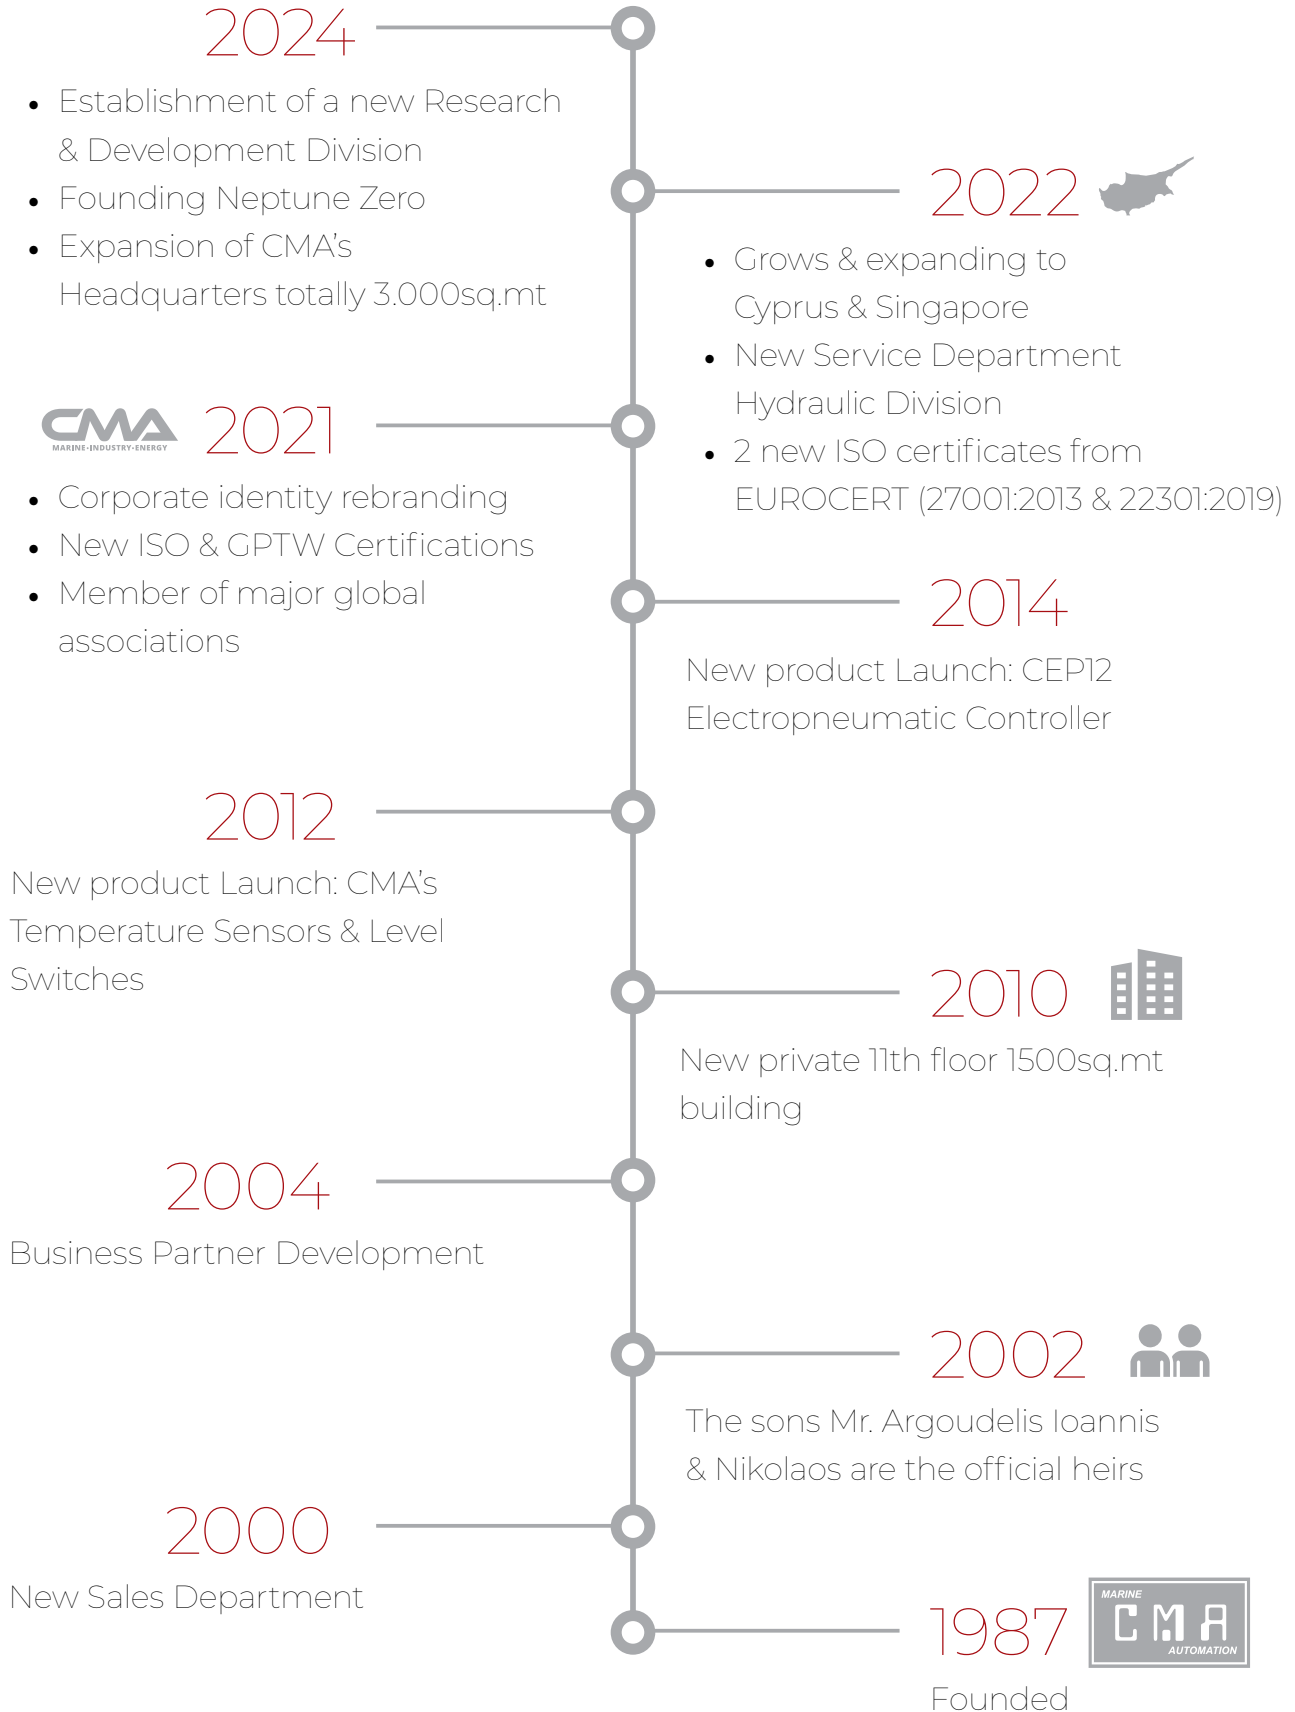 2024
• Establishment of a new Research
& Development Division
• Founding Neptune Zero
• Expansion of CMA's
Headquarters totally 3.000sq.mt
2022
• Grows & expanding to
Cyprus & Singapore
• New Service Department
Hydraulic Division
• 2 new ISO certificates from
EUROCERT (27001:2013 & 22301:2019)
CMA
MARINE•INDUSTRY•ENERGY
2021
• Corporate identity rebranding
• New ISO & GPTW Certifications
• Member of major global
associations
2014
New product Launch: CEP12
Electropneumatic Controller
2012
New product Launch: CMA's
Temperature Sensors & Level
Switches
2010
New private 11th floor 1500sq.mt
building
2004
Business Partner Development
2002
The sons Mr. Argoudelis Ioannis
& Nikolaos are the official heirs
2000
New Sales Department
1987
MARINE
CMA
AUTOMATION
Founded